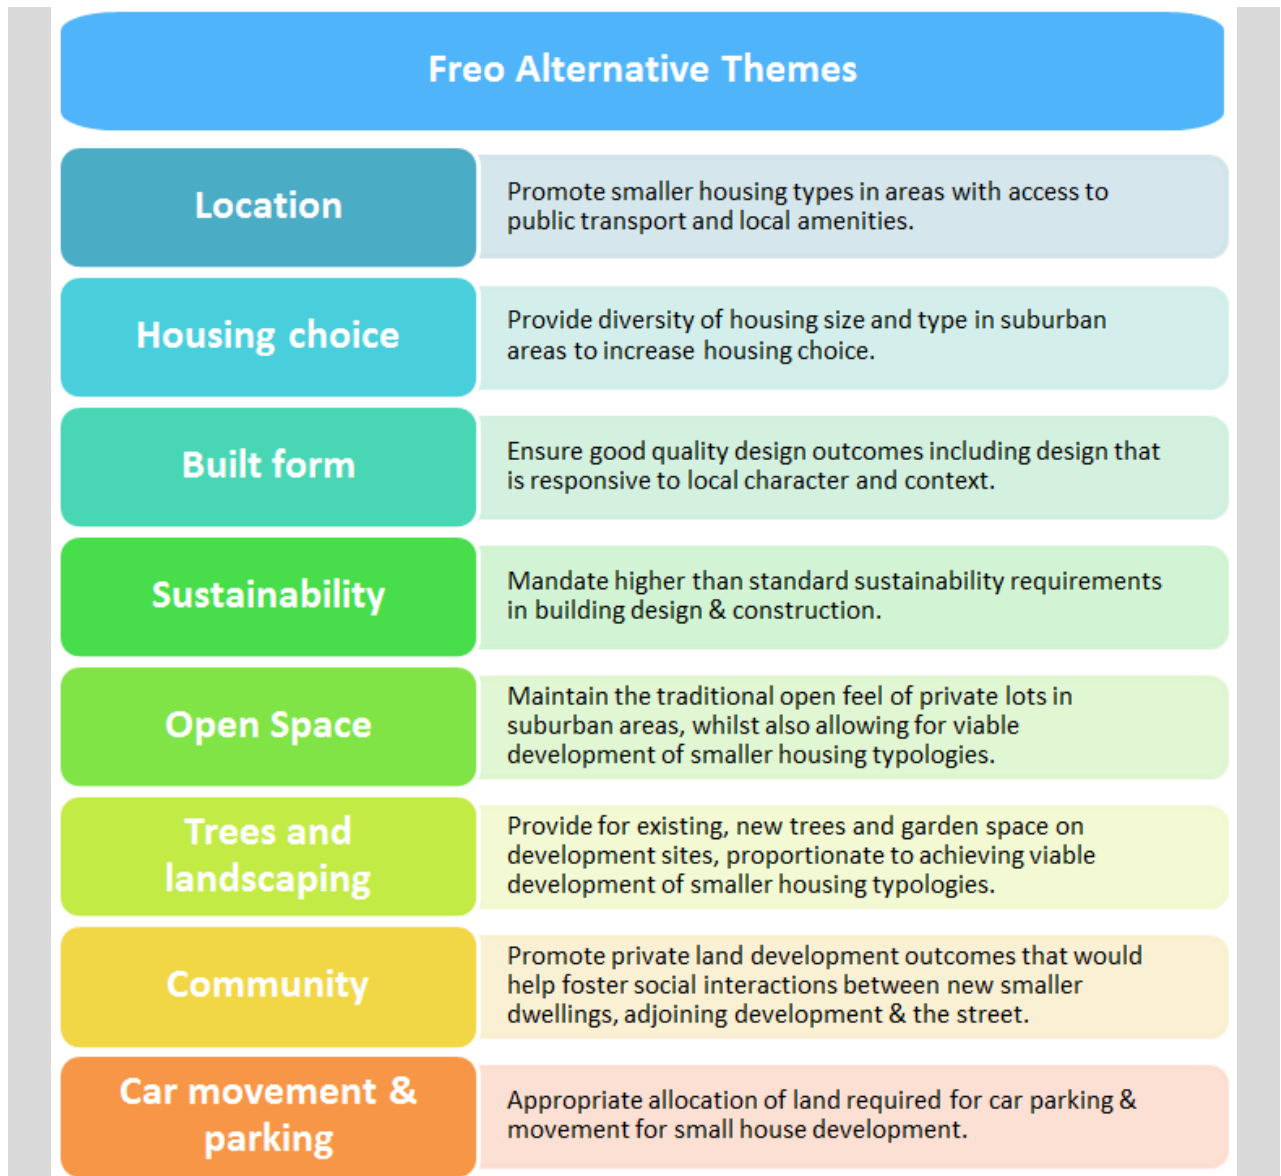 Freo Alternative Themes
Location
Promote smaller housing types in areas with access to
public transport and local amenities.
Housing choice
Provide diversity of housing size and type in suburban
areas to increase housing choice.
Built form
Ensure good quality design outcomes including design that
is responsive to local character and context.
Sustainability
Mandate higher than standard sustainability requirements
in building design & construction.
Open Space
Maintain the traditional open feel of private lots in
suburban areas, whilst also allowing for viable
development of smaller housing typologies.
Trees and
landscaping
Provide for existing, new trees and garden space on
development sites, proportionate to achieving viable
development of smaller housing typologies.
Community
Promote private land development outcomes that would
help foster social interactions between new smaller
dwellings, adjoining development & the street.
Car movement &
parking
Appropriate allocation of land required for car parking &
movement for small house development.